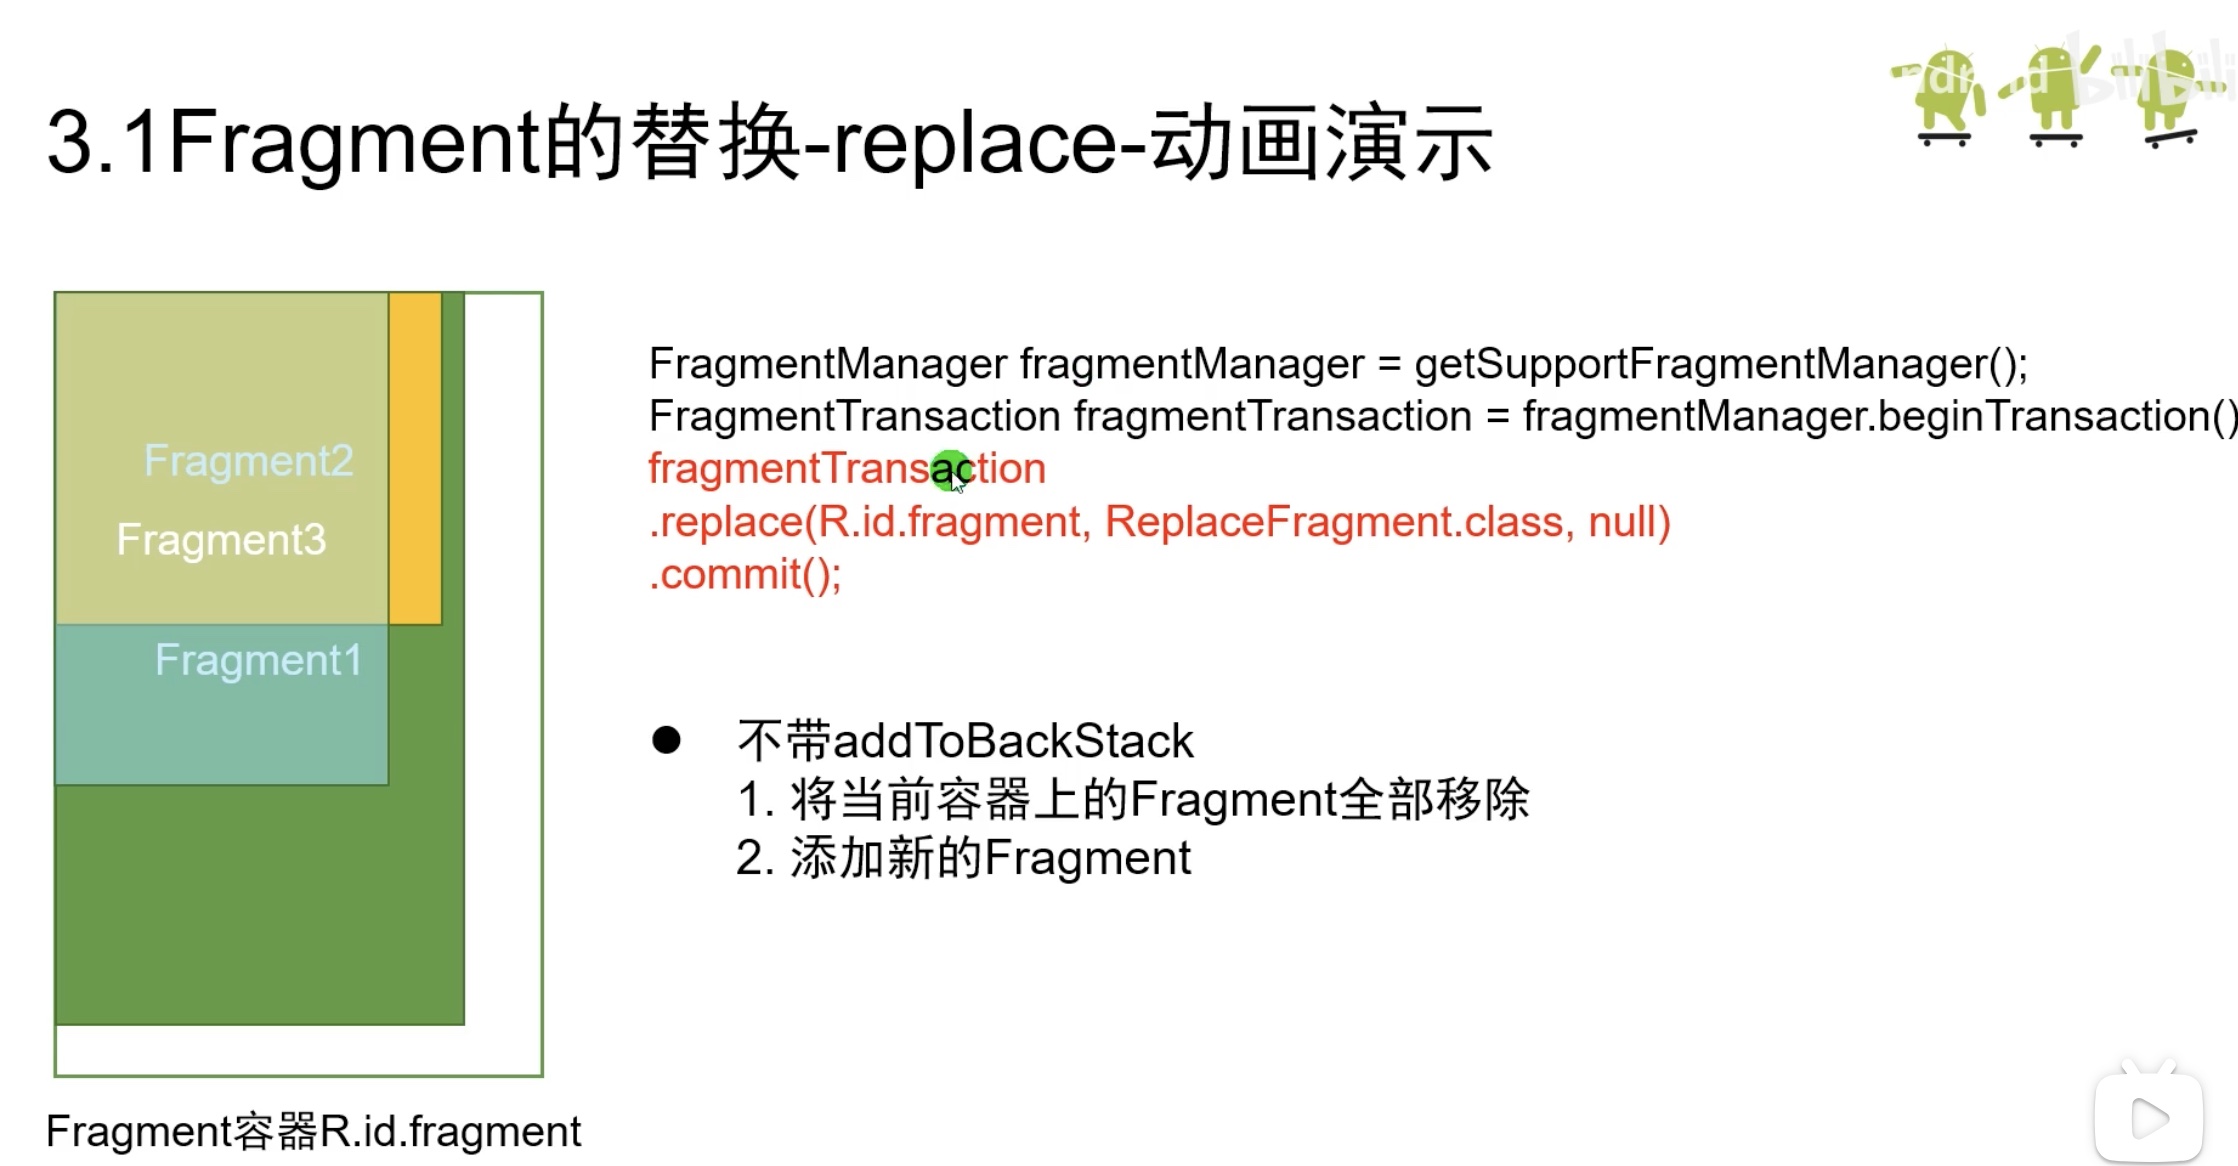 3.1Fragment的替换-replace-动画演示
Fragment2
Fragment3
Fragment1
Fragment容器R.id.fragment
FragmentManager fragmentManager = getSupportFragmentManager();
FragmentTransaction fragmentTransaction = fragmentManager.beginTransaction()
fragmentTransaction
.replace(R.id.fragment, ReplaceFragment.class, null)
.commit();
● 不带addToBackStack
1. 将当前容器上的Fragment全部移除
2. 添加新的Fragment
bilibili